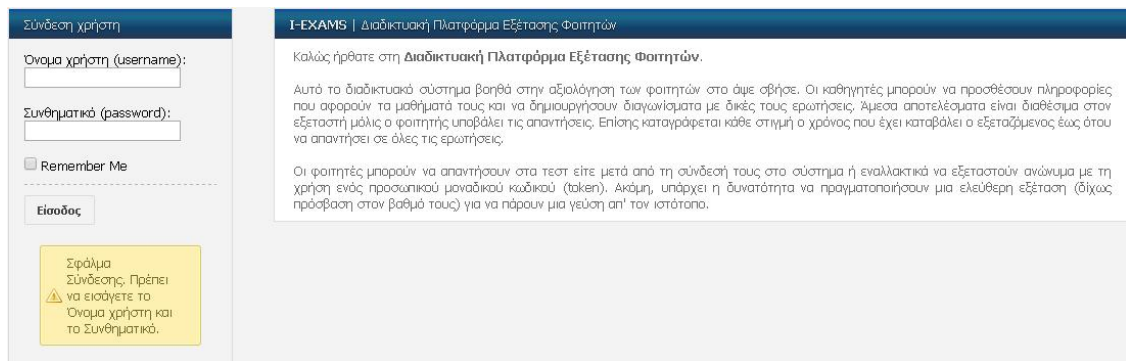 Σύνδεση χρήστη
Όνομα χρήστη (username):
Συνθηματικό (password):
Remember Me
Είσοδος
Σφάλμα
Σύνδεσης. Πρέπει
να εισάγετε το
Όνομα χρήστη και
το Συνθηματικό.
I-EXAMS | Διαδικτυακή Πλατφόρμα Εξέτασης Φοιτητών
Καλώς ήρθατε στη Διαδικτυακή Πλατφόρμα Εξέτασης Φοιτητών.
Αυτό το διαδικτυακό σύστημα βοηθά στην αξιολόγηση των φοιτητών στο άψε σβήσε. Οι καθηγητές μπορούν να προσθέσουν πληροφορίες
που αφορούν τα μαθήματά τους και να δημιουργήσουν διαγωνίσματα με δικές τους ερωτήσεις. Άμεσα αποτελέσματα είναι διαθέσιμα στον
εξεταστή μόλις ο φοιτητής υποβάλει τις απαντήσεις. Επίσης καταγράφεται κάθε στιγμή ο χρόνος που έχει καταβάλει ο εξεταζόμενος έως ότου
να απαντήσει σε όλες τις ερωτήσεις.
Οι φοιτητές μπορούν να απαντήσουν στα τεστ είτε μετά από τη σύνδεσή τους στο σύστημα ή εναλλακτικά να εξεταστούν ανώνυμα με τη
χρήση ενός προσωπικού μοναδικού κωδικού (token). Ακόμη, υπάρχει η δυνατότητα να πραγματοποιήσουν μια ελεύθερη εξέταση (δίχως
πρόσβαση στον βαθμό τους) για να πάρουν μια γεύση απ' τον ιστότοπο.